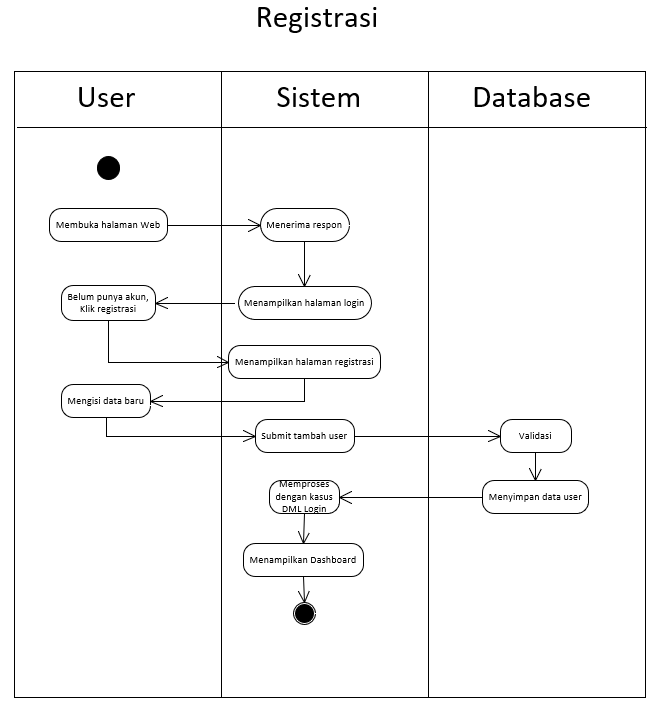 Registrasi
User
Sistem
Database
Membuka halaman Web
Menerima respon
Belum punya akun,
Klik registrasi
Menampilkan halaman login
Menampilkan halaman registrasi
Mengisi data baru
Submit tambah user
Validasi
Memproses
dengan kasus
DML Login
Menyimpan data user
Menampilkan Dashboard